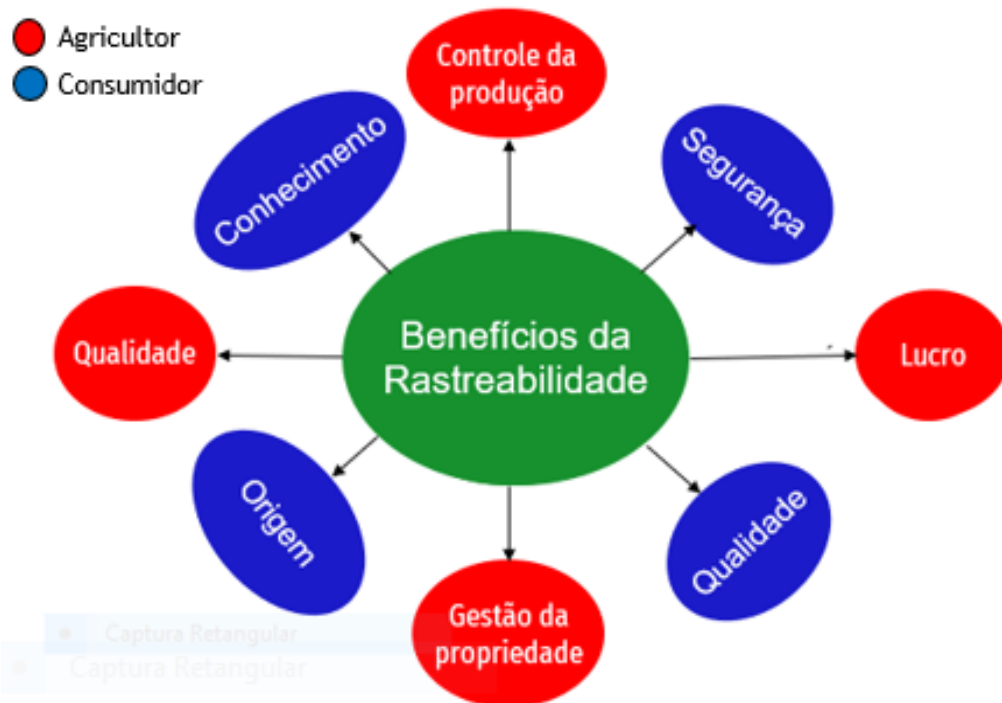 Agricultor
Consumidor
Controle da
produção
Conhecimento
Segurança
Qualidade
Benefícios da
Rastreabilidade
Lucro
Origem
Qualidade
Gestão da
propriedade
Captura Retangular
Captura Retangular